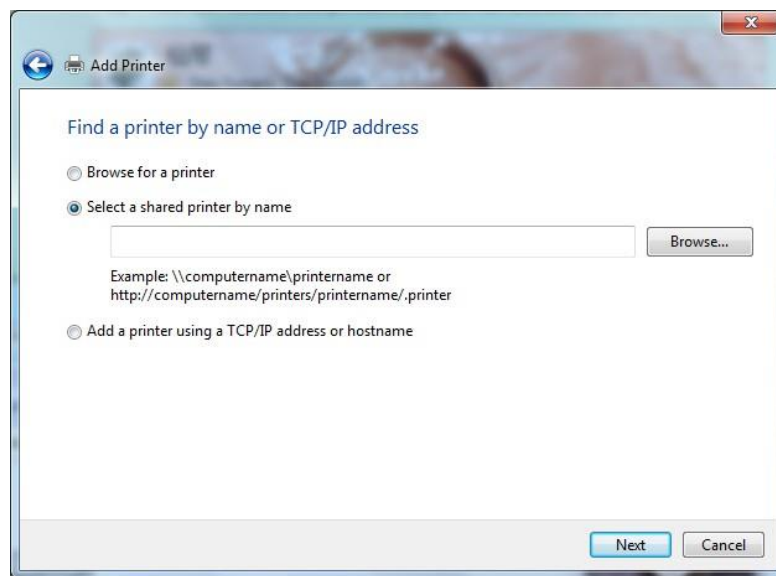 Add Printer
Find a printer by name or TCP/IP address
Browse for a printer
Select a shared printer by name
Browse...
Example: \\computername\printername or
http://computername/printers/printername/.printer
Add a printer using a TCP/IP address or hostname
Next
Cancel